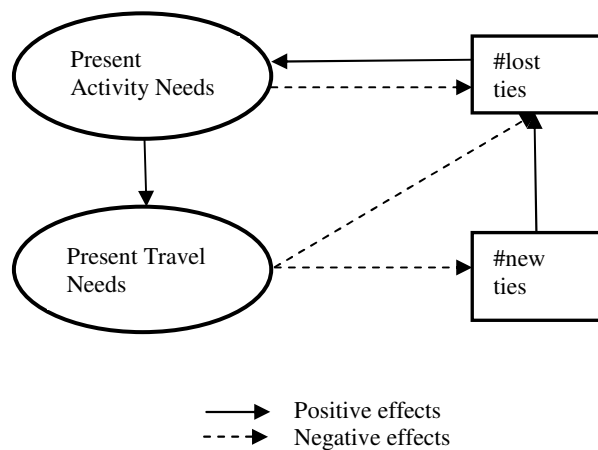 Present
Activity Needs
#lost
ties
Present Travel
Needs
#new
ties
Positive effects
Negative effects